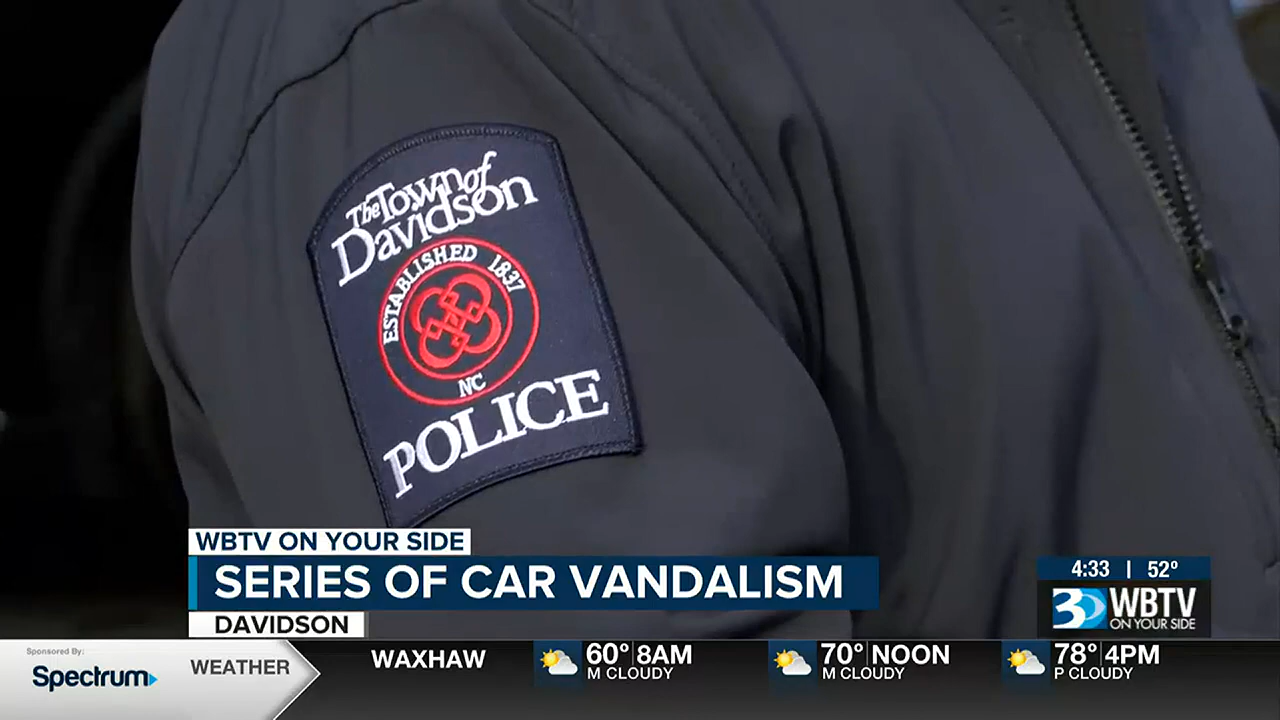 The Town of
Davidson
ESTABLISHED 1837
NC
POLICE
WBTV ON YOUR SIDE
SERIES OF CAR VANDALISM
DAVIDSON
4:33 | 52°
3 WBTV
ON YOUR SIDE
Sponsored By:
Spectrum
WEATHER
WAXHAW
60° 8AM
M CLOUDY
70° NOON
M CLOUDY
78° 4PM
P CLOUDY